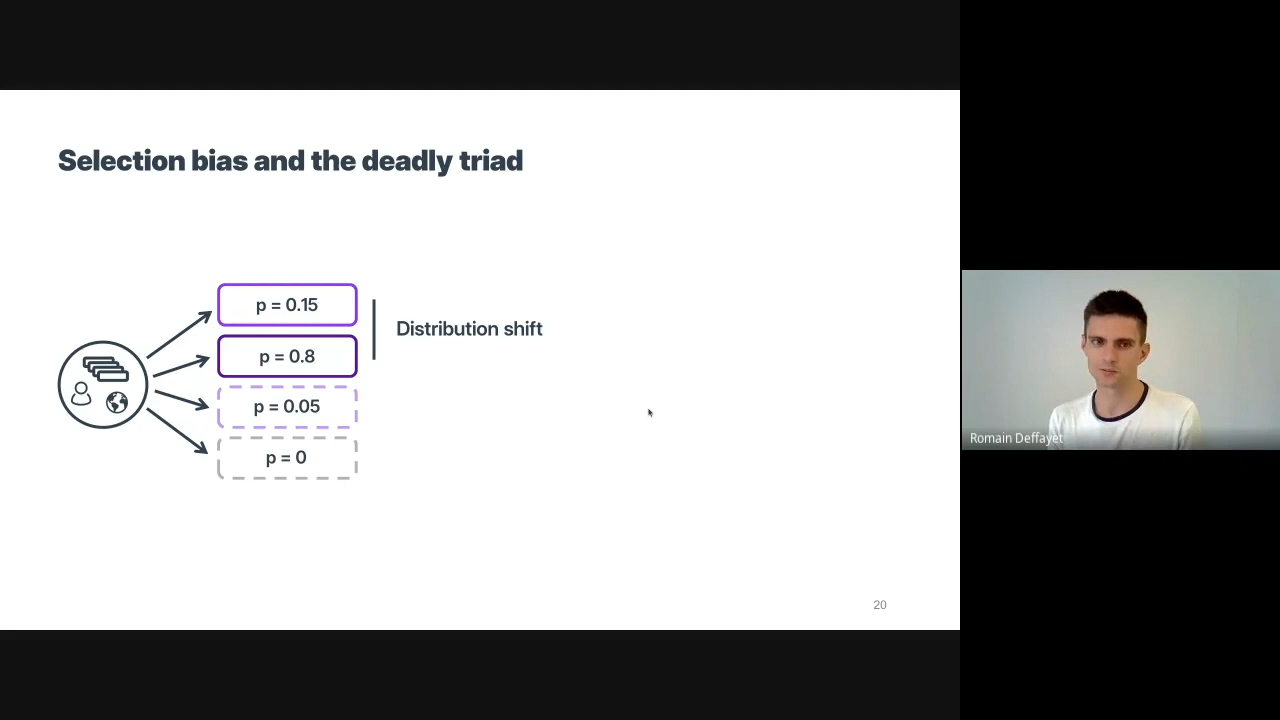 Selection bias and the deadly triad
p = 0.15
p = 0.8
Distribution shift
p = 0.05
p = 0
20
Romain Deffayet